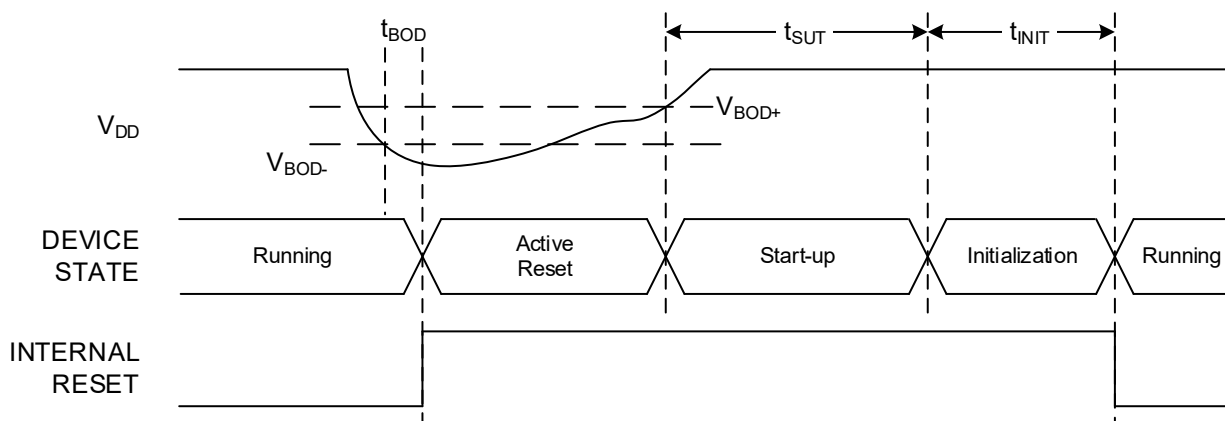 tBOD
tSUT
tINIT
VDD
VBOD+
VBOD-
DEVICE
STATE
Running
Active
Reset
Start-up
Initialization
Running
INTERNAL
RESET